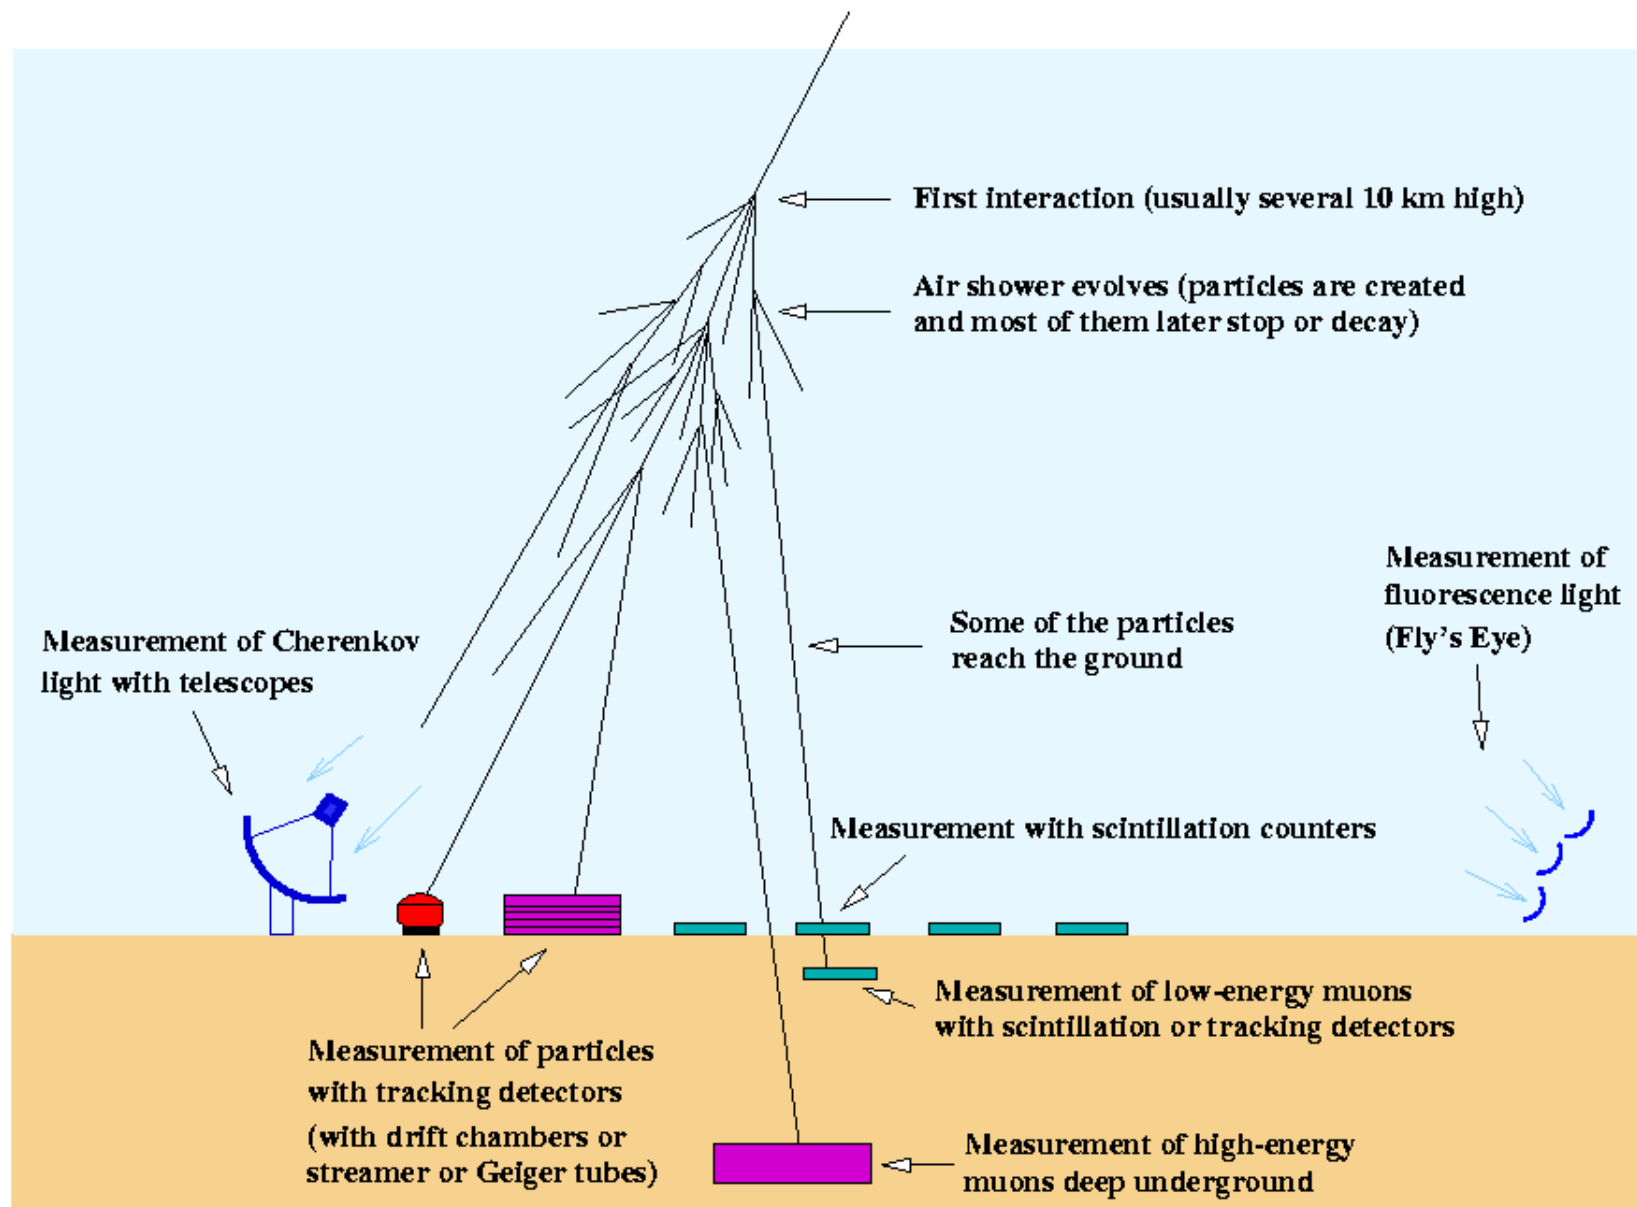 First interaction (usually several 10 km high)
Air shower evolves (particles are created
and most of them later stop or decay)
Measurement of
fluorescence light
(Fly's Eye)
Some of the particles
reach the ground
Measurement of Cherenkov
light with telescopes
Measurement with scintillation counters
Measurement of low-energy muons
with scintillation or tracking detectors
Measurement of particles
with tracking detectors
(with drift chambers or
streamer or Geiger tubes)
Measurement of high-energy
muons deep underground